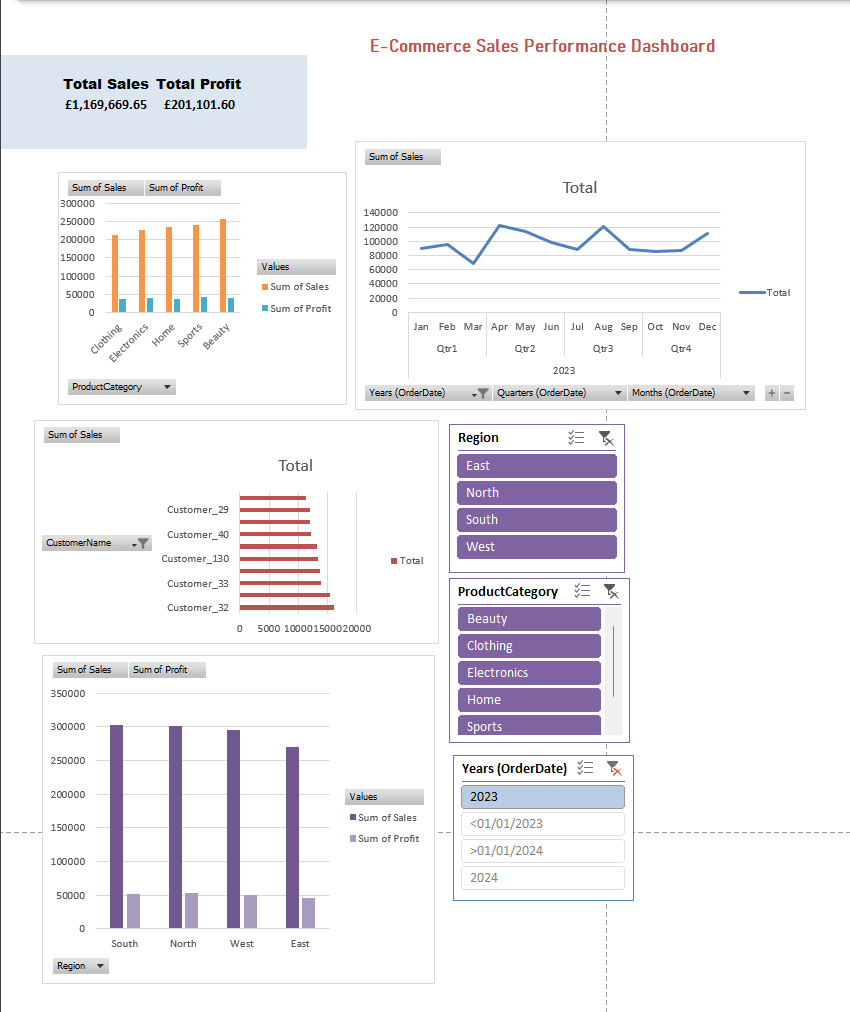 E-Commerce Sales Performance Dashboard
Total Sales Total Profit
£1,169,669.65 £201,101.60
Sum of Sales Sum of Profit
300000
250000
200000
150000
100000
50000
0
Clothing
Electronics
Home
Sports
Beauty
Values
Sum of Sales
Sum of Profit
ProductCategory
Sum of Sales
Total
140000
120000
100000
80000
60000
40000
20000
0
Jan Feb Mar Apr May Jun Jul Aug Sep Oct Nov Dec
Qtr1 Qtr2 Qtr3 Qtr4
2023
Total
Years (OrderDate) Quarters (OrderDate) Months (OrderDate) + -
Sum of Sales
Total
CustomerName
Customer_29
Customer_40
Customer_130
Customer_33
Customer_32
0 5000 10000 15000 20000
Total
Region
East
North
South
West
ProductCategory
Beauty
Clothing
Electronics
Home
Sports
Years (OrderDate)
2023
<01/01/2023
>01/01/2024
2024
Sum of Sales Sum of Profit
350000
300000
250000
200000
150000
100000
50000
0
South North West East
Values
Sum of Sales
Sum of Profit
Region